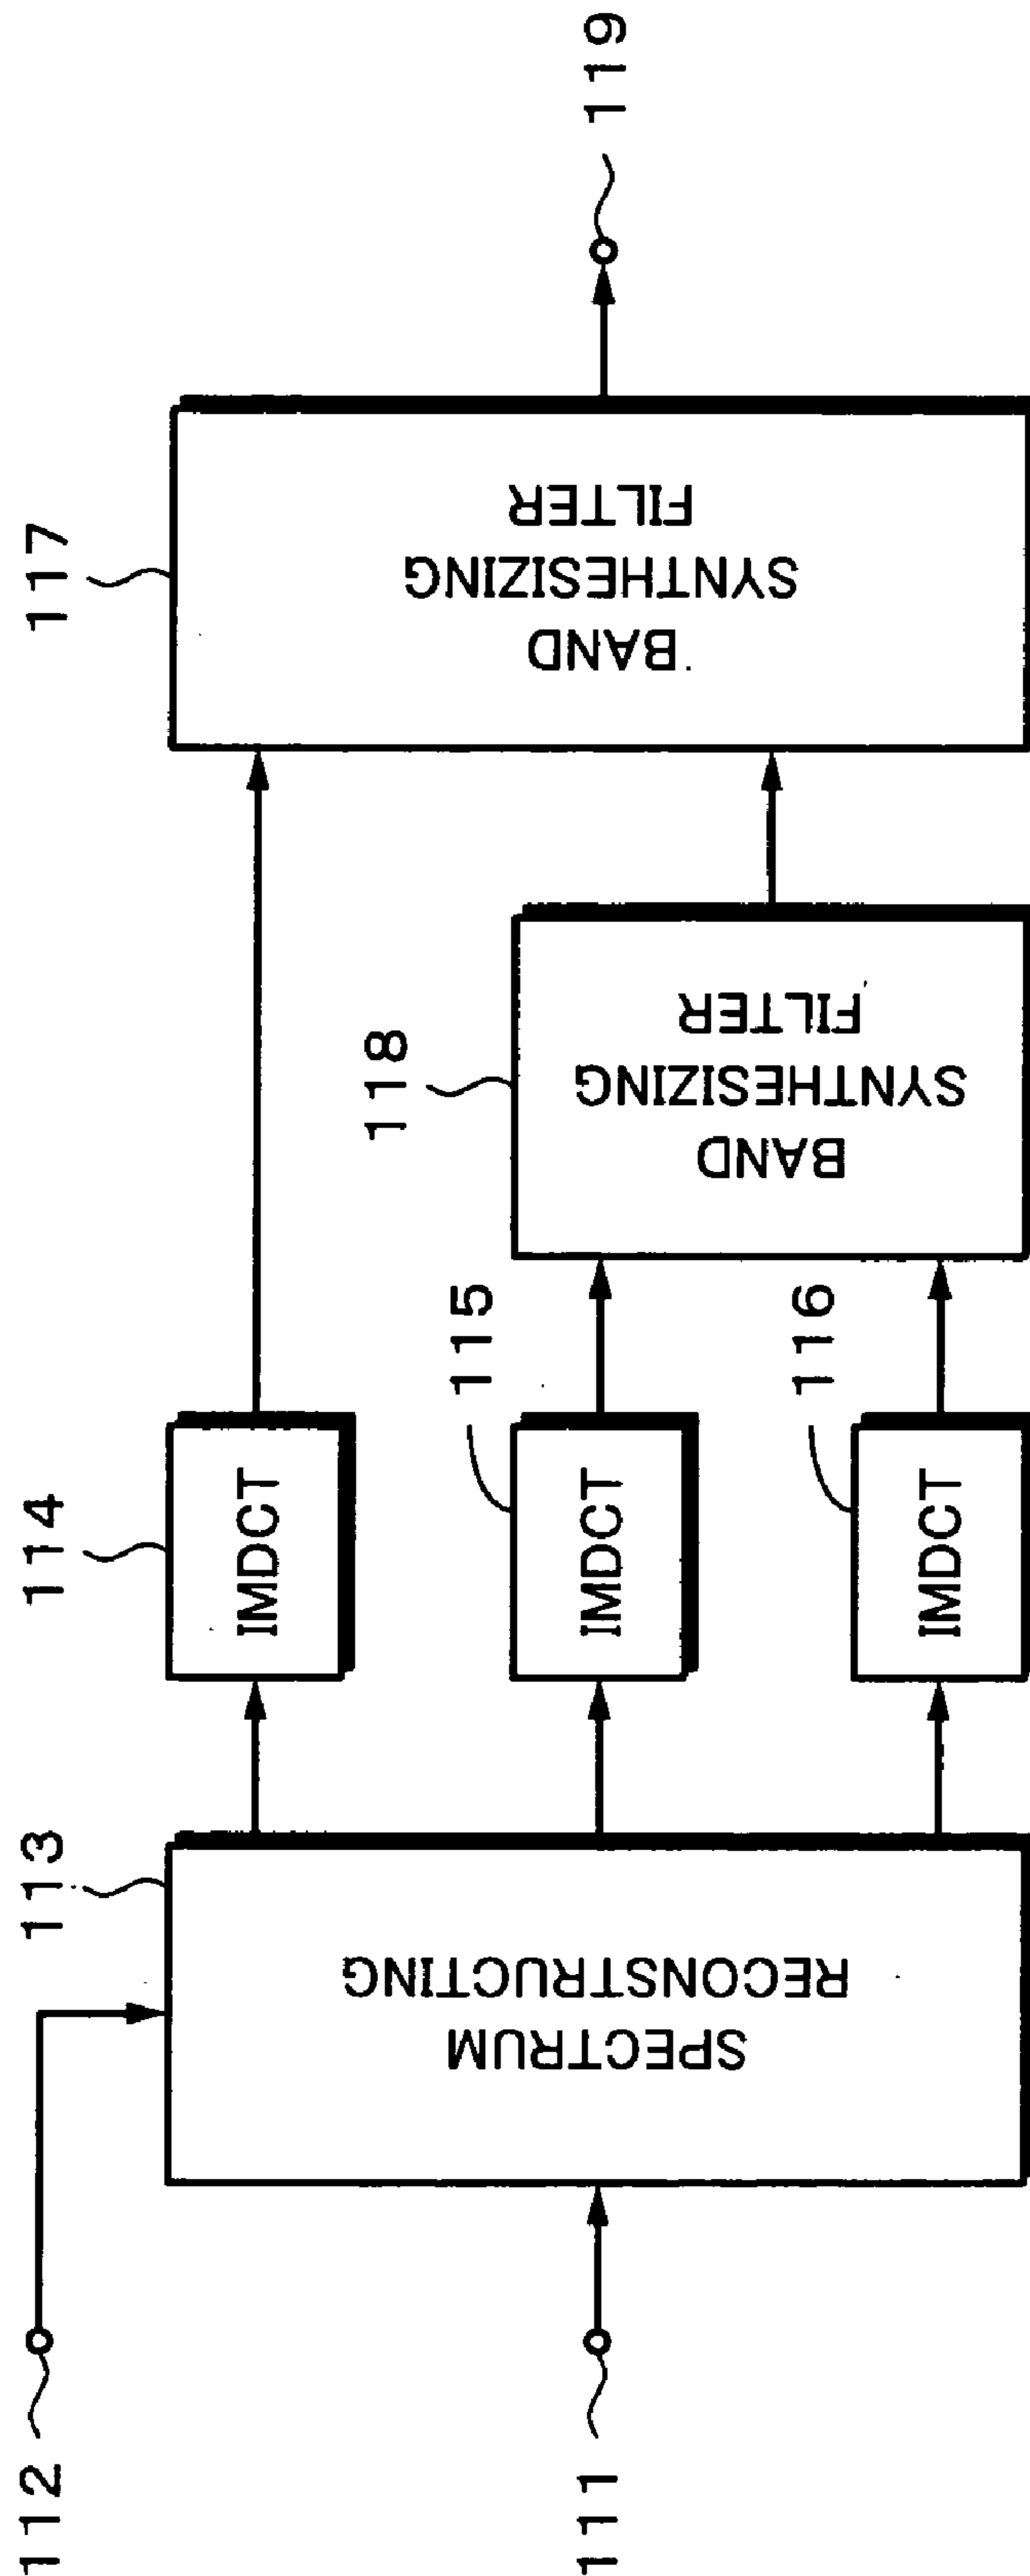 112
111
113
SPECTRUM
RECONSTRUCTING
114
IMDCT
115
IMDCT
116
IMDCT
118
BAND
SYNTHESIZING
FILTER
117
BAND
SYNTHESIZING
FILTER
119